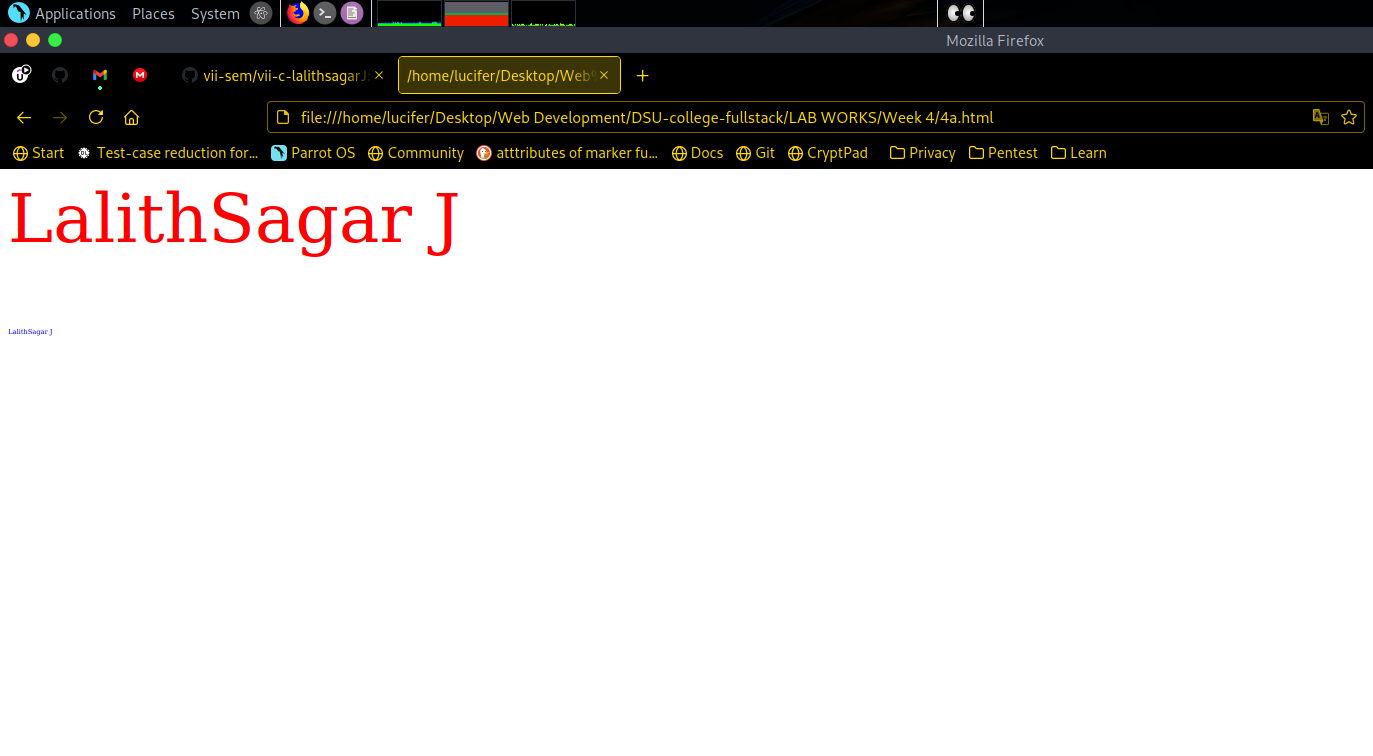 Applications Places System
Mozilla Firefox
vii-sem/vii-c-lalithsagarJ
/home/lucifer/Desktop/Web
file:///home/lucifer/Desktop/Web Development/DSU-college-fullstack/LAB WORKS/Week 4/4a.html
Start Test-case reduction for... Parrot OS Community atttributes of marker fu... Docs Git CryptPad Privacy Pentest Learn
LalithSagar J
LalithSagar J